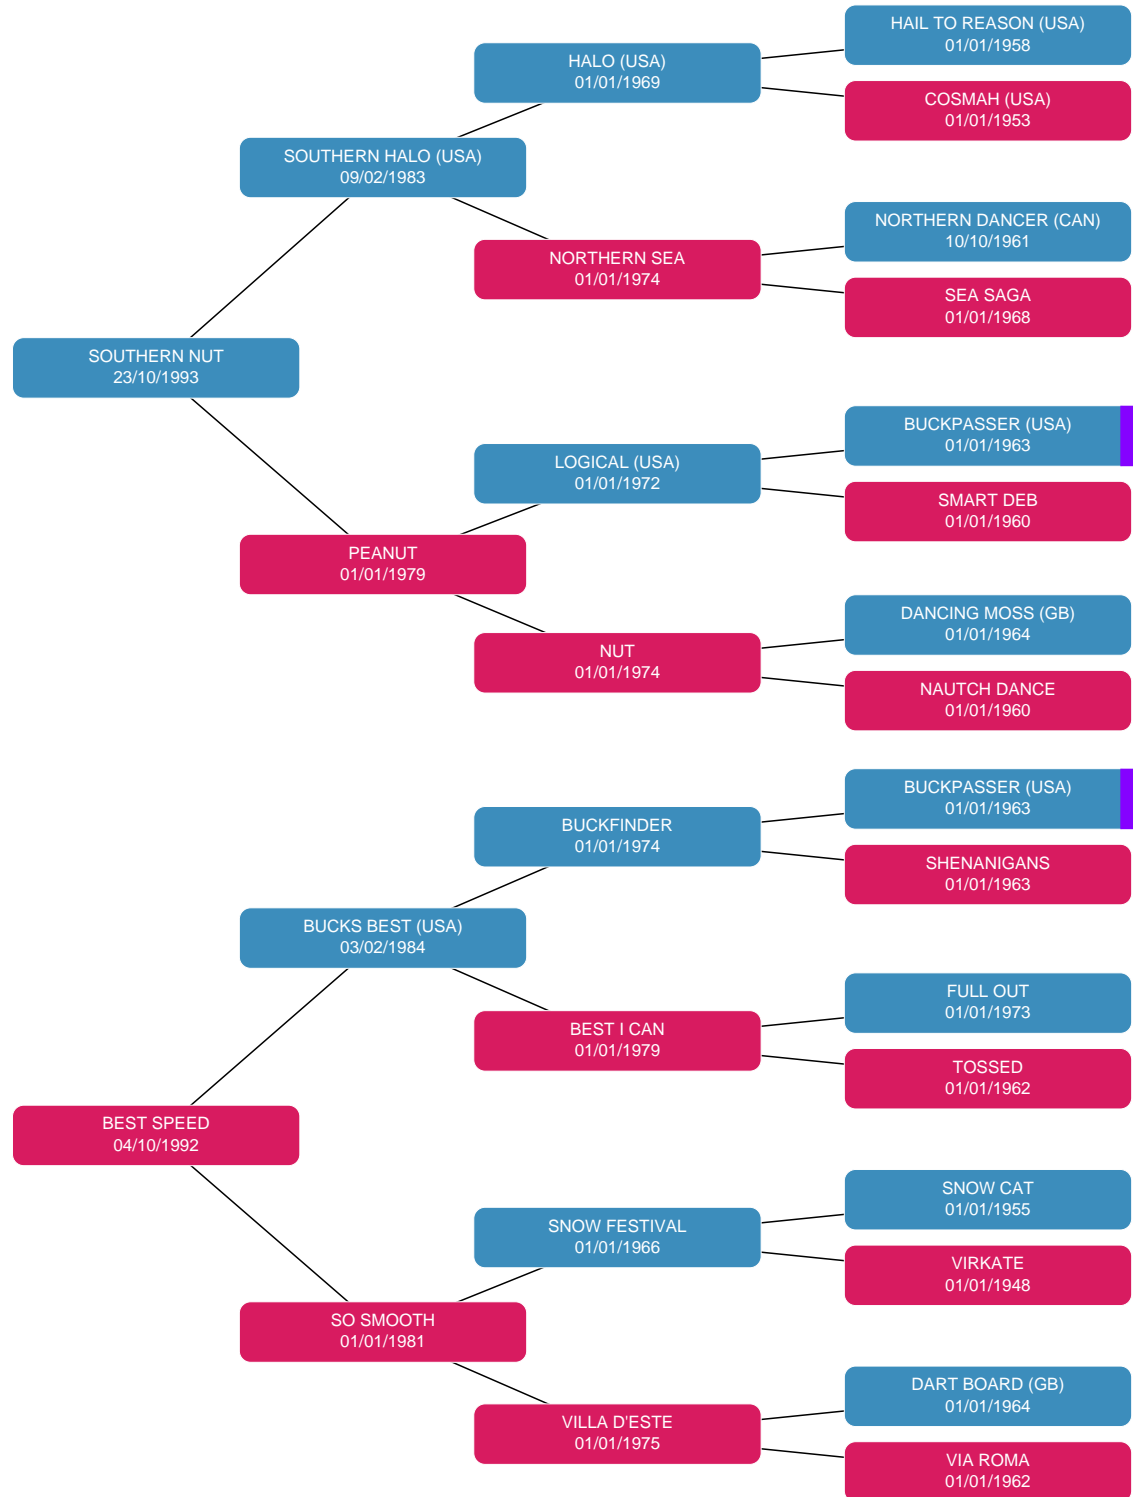 HAIL TO REASON (USA)
01/01/1958
HALO (USA)
01/01/1969
COSMAH (USA)
01/01/1953
SOUTHERN HALO (USA)
09/02/1983
NORTHERN DANCER (CAN)
10/10/1961
NORTHERN SEA
01/01/1974
SEA SAGA
01/01/1968
SOUTHERN NUT
23/10/1993
BUCKPASSER (USA)
01/01/1963
LOGICAL (USA)
01/01/1972
SMART DEB
01/01/1960
PEANUT
01/01/1979
DANCING MOSS (GB)
01/01/1964
NUT
01/01/1974
NAUTCH DANCE
01/01/1960
BUCKPASSER (USA)
01/01/1963
BUCKFINDER
01/01/1974
SHENANIGANS
01/01/1963
BUCKS BEST (USA)
03/02/1984
FULL OUT
01/01/1973
BEST I CAN
01/01/1979
TOSSED
01/01/1962
BEST SPEED
04/10/1992
SNOW CAT
01/01/1955
SNOW FESTIVAL
01/01/1966
VIRKATE
01/01/1948
SO SMOOTH
01/01/1981
DART BOARD (GB)
01/01/1964
VILLA D'ESTE
01/01/1975
VIA ROMA
01/01/1962